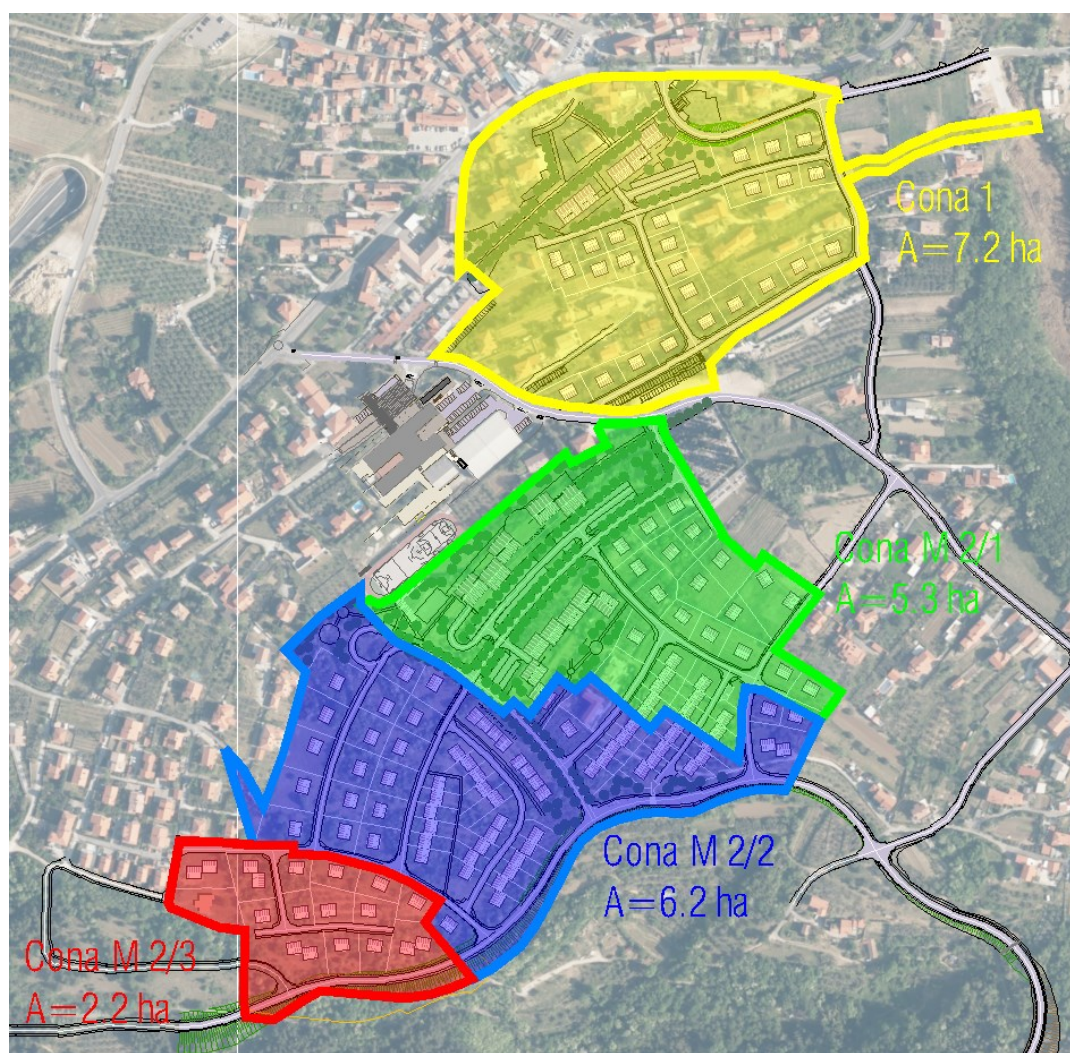 Cona 1
A=7.2 ha
Cona M 2/1
A=5.3 ha
Cona M 2/2
A=6.2 ha
Cona M 2/3
A=2.2 ha